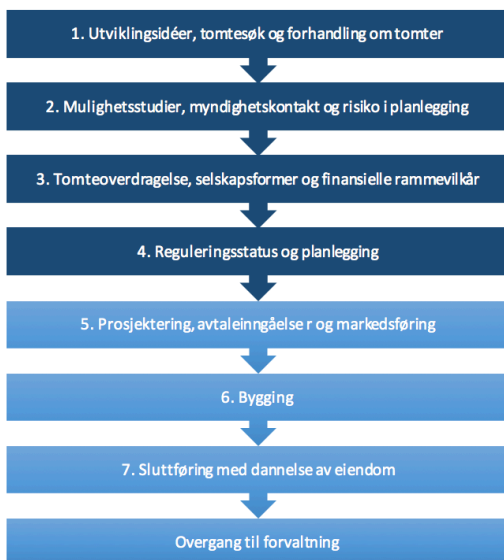 1. Utviklingsidéer, tomtesøk og forhandling om tomter
2. Mulighetsstudier, myndighetskontakt og risiko i planlegging
3. Tomteoverdragelse, selskapsformer og finansielle rammevilkår
4. Reguleringsstatus og planlegging
5. Prosjektering, avtaleinngåelse r og markedsføring
6. Bygging
7. Sluttføring med dannelse av eiendom
Overgang til forvaltning